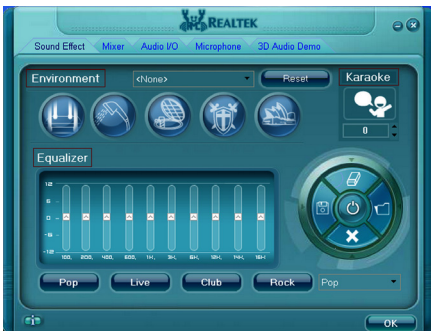 REALTEK
Sound Effect Mixer Audio I/O Microphone 3D Audio Demo
Environment <None> Reset Karaoke
0
Equalizer
12
6
0
-6
-12
100, 200, 400, 600, 1K, 3K, 6K, 12K, 14K, 16K
Pop Live Club Rock Pop
OK